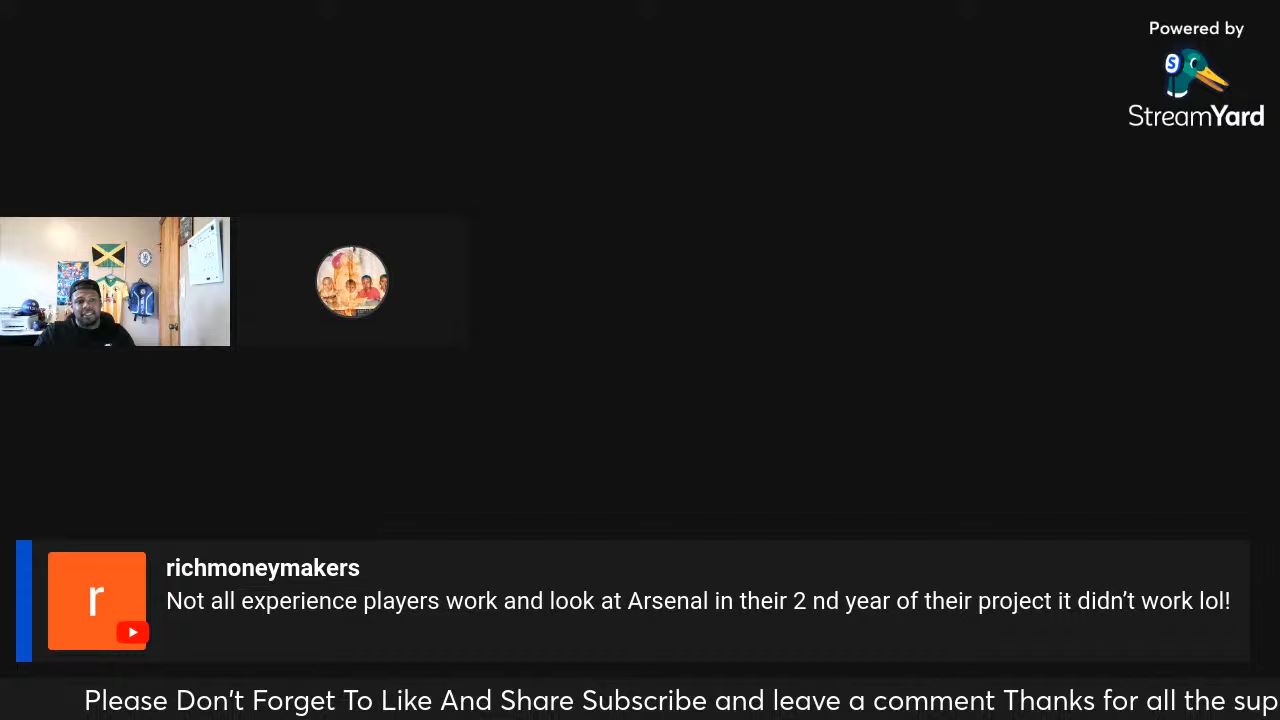 Powered by
S
StreamYard
r
richmoneymakers
Not all experience players work and look at Arsenal in their 2 nd year of their project it didn’t work lol!
Please Don't Forget To Like And Share Subscribe and leave a comment Thanks for all the sup